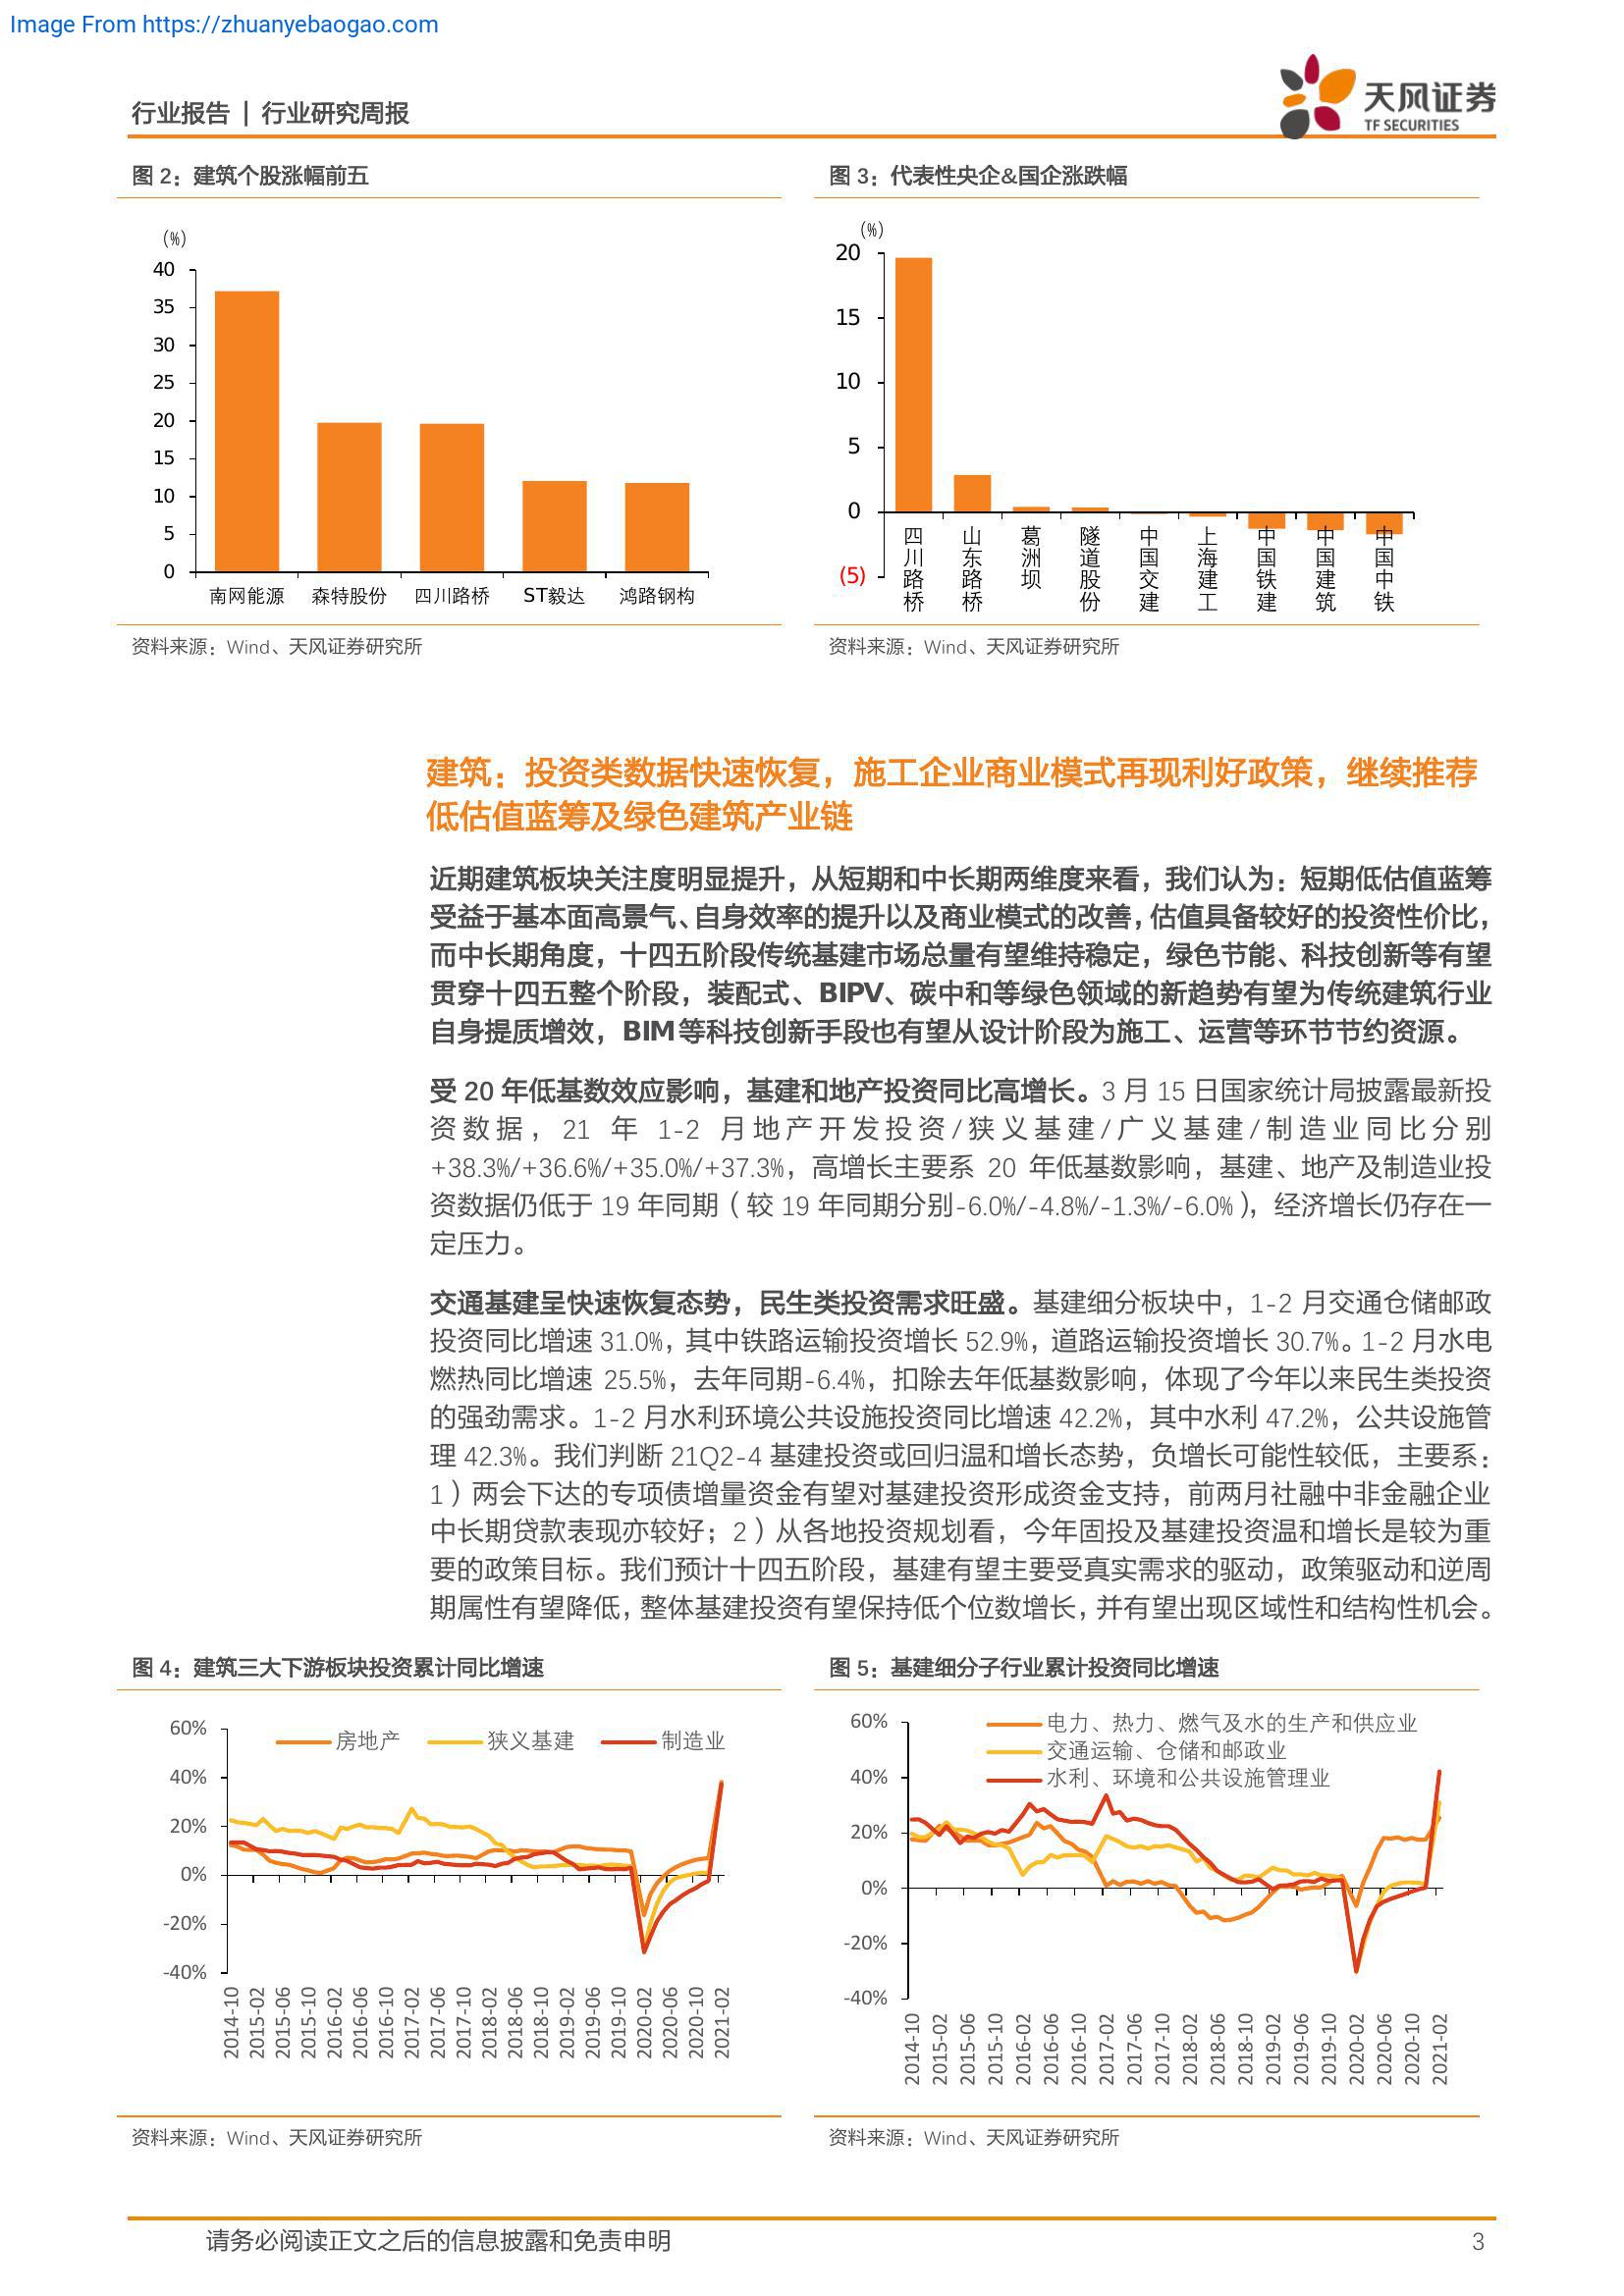 Image From https://zhuanyebaogao.com
行业报告 | 行业研究周报
天风证券
TF SECURITIES
图 2：建筑个股涨幅前五
(%)
40
35
30
25
20
15
10
5
0
南网能源 森特股份 四川路桥 ST毅达 鸿路钢构
资料来源：Wind、天风证券研究所
图 3：代表性央企&国企涨跌幅
(%)
20
15
10
5
0
(5)
四川路桥 山东路桥 葛洲坝 隧道股份 中国交建 上海建工 中国铁建 中国建筑 中国中铁
资料来源：Wind、天风证券研究所
建筑：投资类数据快速恢复，施工企业商业模式再现利好政策，继续推荐
低估值蓝筹及绿色建筑产业链
近期建筑板块关注度明显提升，从短期和中长期两维度来看，我们认为：短期低估值蓝筹
受益于基本面高景气、自身效率的提升以及商业模式的改善，估值具备较好的投资性价比，
而中长期角度，十四五阶段传统基建市场总量有望维持稳定，绿色节能、科技创新等有望
贯穿十四五整个阶段，装配式、BIPV、碳中和等绿色领域的新趋势有望为传统建筑行业
自身提质增效，BIM 等科技创新手段也有望从设计阶段为施工、运营等环节节约资源。
受 20 年低基数效应影响，基建和地产投资同比高增长。3 月 15 日国家统计局披露最新投
资数据，21 年 1-2 月地产开发投资/狭义基建/广义基建/制造业同比分别
+38.3%/+36.6%/+35.0%/+37.3%，高增长主要系 20 年低基数影响，基建、地产及制造业投
资数据仍低于 19 年同期（较 19 年同期分别-6.0%/-4.8%/-1.3%/-6.0%），经济增长仍存在一
定压力。
交通基建呈快速恢复态势，民生类投资需求旺盛。基建细分板块中，1-2 月交通仓储邮政
投资同比增速 31.0%，其中铁路运输投资增长 52.9%，道路运输投资增长 30.7%。1-2 月水电
燃热同比增速 25.5%，去年同期-6.4%，扣除去年低基数影响，体现了今年以来民生类投资
的强劲需求。1-2 月水利环境公共设施投资同比增速 42.2%，其中水利 47.2%，公共设施管
理 42.3%。我们判断 21Q2-4 基建投资或回归温和增长态势，负增长可能性较低，主要系：
1）两会下达的专项债增量资金有望对基建投资形成资金支持，前两月社融中非金融企业
中长期贷款表现亦较好；2）从各地投资规划看，今年固投及基建投资温和增长是较为重
要的政策目标。我们预计十四五阶段，基建有望主要受真实需求的驱动，政策驱动和逆周
期属性有望降低，整体基建投资有望保持低个位数增长，并有望出现区域性和结构性机会。
图 4：建筑三大下游板块投资累计同比增速
房地产 狭义基建 制造业
60%
40%
20%
0%
-20%
-40%
2014-10 2015-02 2015-06 2015-10 2016-02 2016-06 2016-10 2017-02 2017-06 2017-10 2018-02 2018-06 2018-10 2019-02 2019-06 2019-10 2020-02 2020-06 2020-10 2021-02
资料来源：Wind、天风证券研究所
图 5：基建细分子行业累计投资同比增速
电力、热力、燃气及水的生产和供应业
交通运输、仓储和邮政业
水利、环境和公共设施管理业
60%
40%
20%
0%
-20%
-40%
2014-10 2015-02 2015-06 2015-10 2016-02 2016-06 2016-10 2017-02 2017-06 2017-10 2018-02 2018-06 2018-10 2019-02 2019-06 2019-10 2020-02 2020-06 2020-10 2021-02
资料来源：Wind、天风证券研究所
请务必阅读正文之后的信息披露和免责申明
3